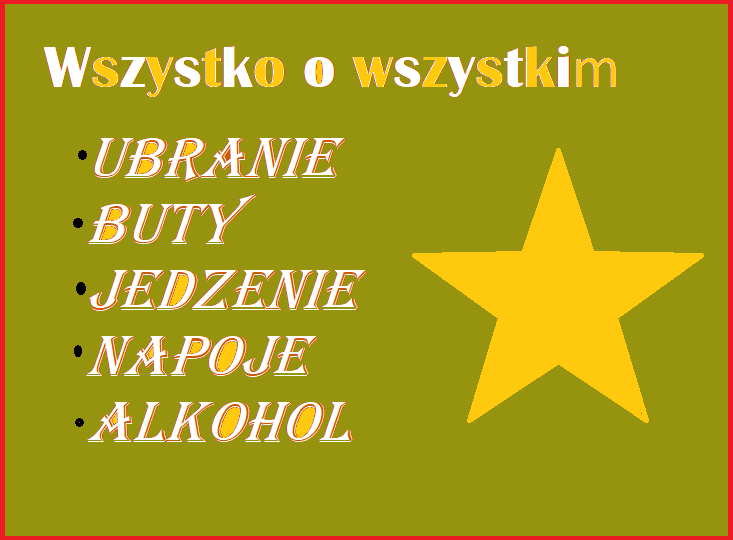 Wszystko o wszystkim
• UBRANIE
• BUTY
• JEDZENIE
• NAPOJE
• ALKOHOL